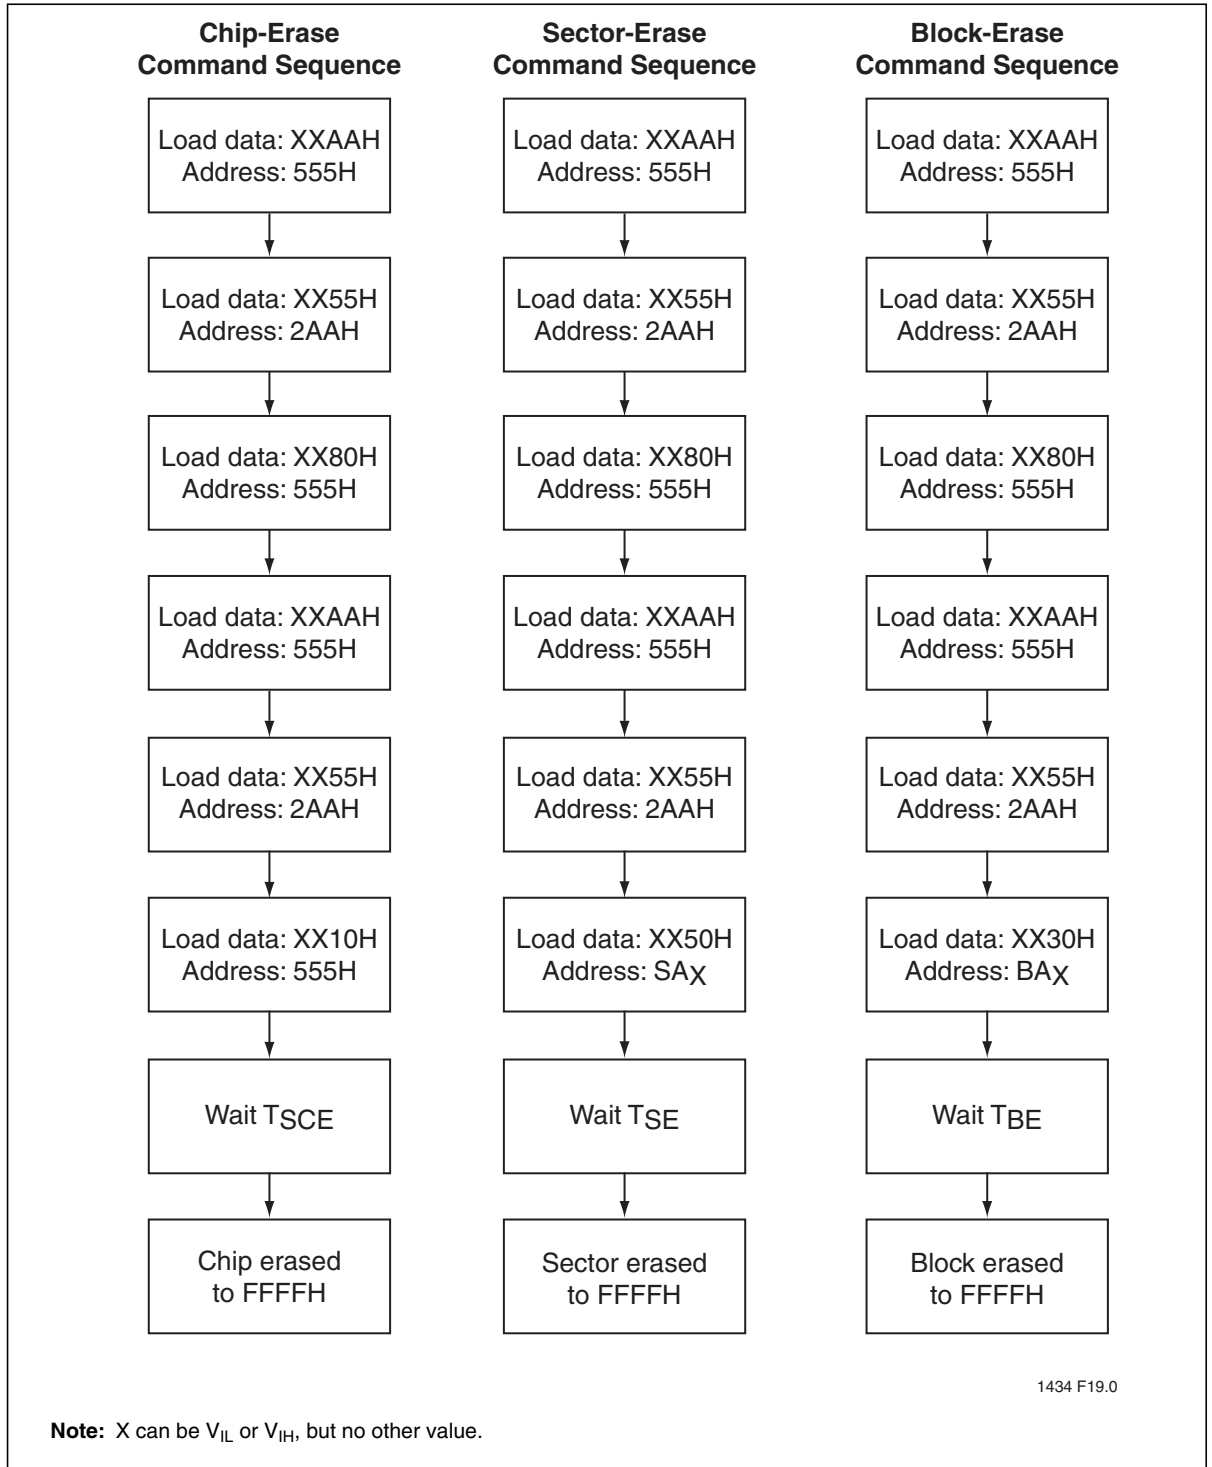 Chip-Erase
Command Sequence
Load data: XXAAH
Address: 555H
Load data: XX55H
Address: 2AAH
Load data: XX80H
Address: 555H
Load data: XXAAH
Address: 555H
Load data: XX55H
Address: 2AAH
Load data: XX10H
Address: 555H
Wait TSCE
Chip erased
to FFFFH
Sector-Erase
Command Sequence
Load data: XXAAH
Address: 555H
Load data: XX55H
Address: 2AAH
Load data: XX80H
Address: 555H
Load data: XXAAH
Address: 555H
Load data: XX55H
Address: 2AAH
Load data: XX50H
Address: SAX
Wait TSE
Sector erased
to FFFFH
Block-Erase
Command Sequence
Load data: XXAAH
Address: 555H
Load data: XX55H
Address: 2AAH
Load data: XX80H
Address: 555H
Load data: XXAAH
Address: 555H
Load data: XX55H
Address: 2AAH
Load data: XX30H
Address: BAX
Wait TBE
Block erased
to FFFFH
1434 F19.0
Note: X can be VIL or VIH, but no other value.